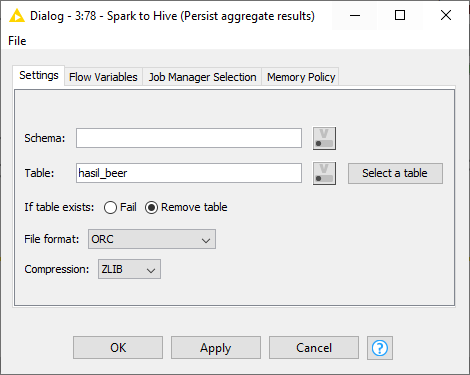 Dialog - 3:78 - Spark to Hive (Persist aggregate results)
File
Settings Flow Variables Job Manager Selection Memory Policy
Schema:
Table: hasil_beer Select a table
If table exists: Fail Remove table
File format: ORC
Compression: ZLIB
OK Apply Cancel ?